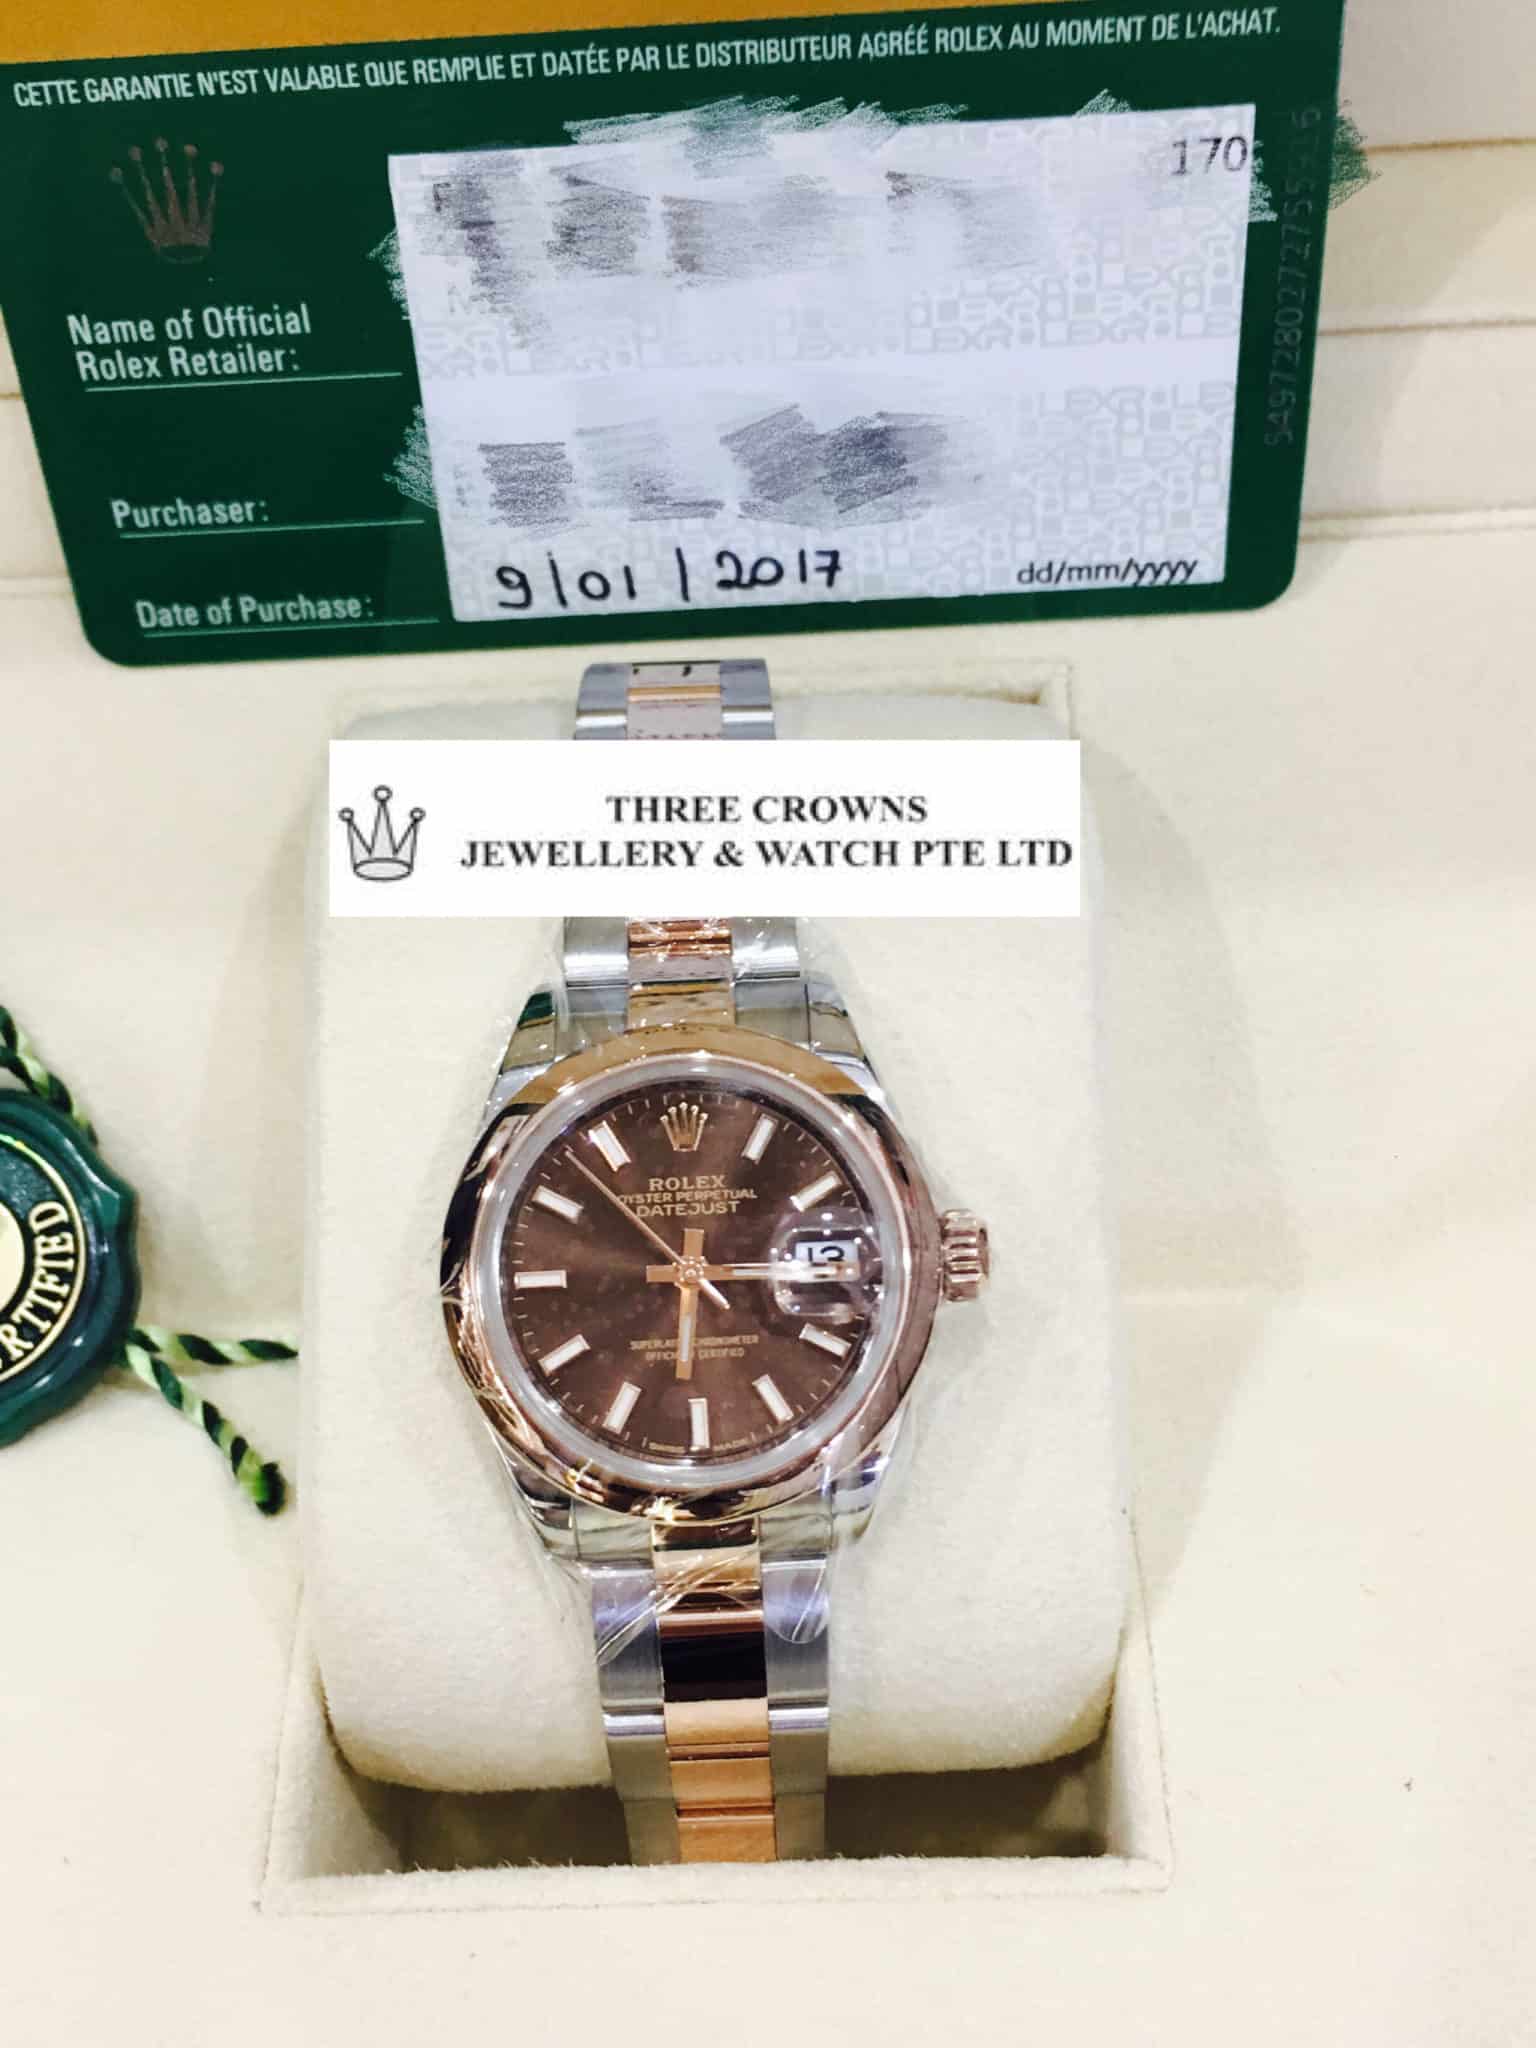 CETTE GARANTIE N'EST VALABLE QUE REMPLIE ET DATÉE PAR LE DISTRIBUTEUR AGRÉÉ ROLEX AU MOMENT DE L'ACHAT.
170
Name of Official
Rolex Retailer:
Purchaser:
Date of Purchase:
9/01/2017
dd/mm/yyyy
THREE CROWNS
JEWELLERY & WATCH PTE LTD
ROLEX
OYSTER PERPETUAL
DATEJUST
13
SUPERLATIVE CHRONOMETER
OFFICIALLY CERTIFIED
SWISS MADE